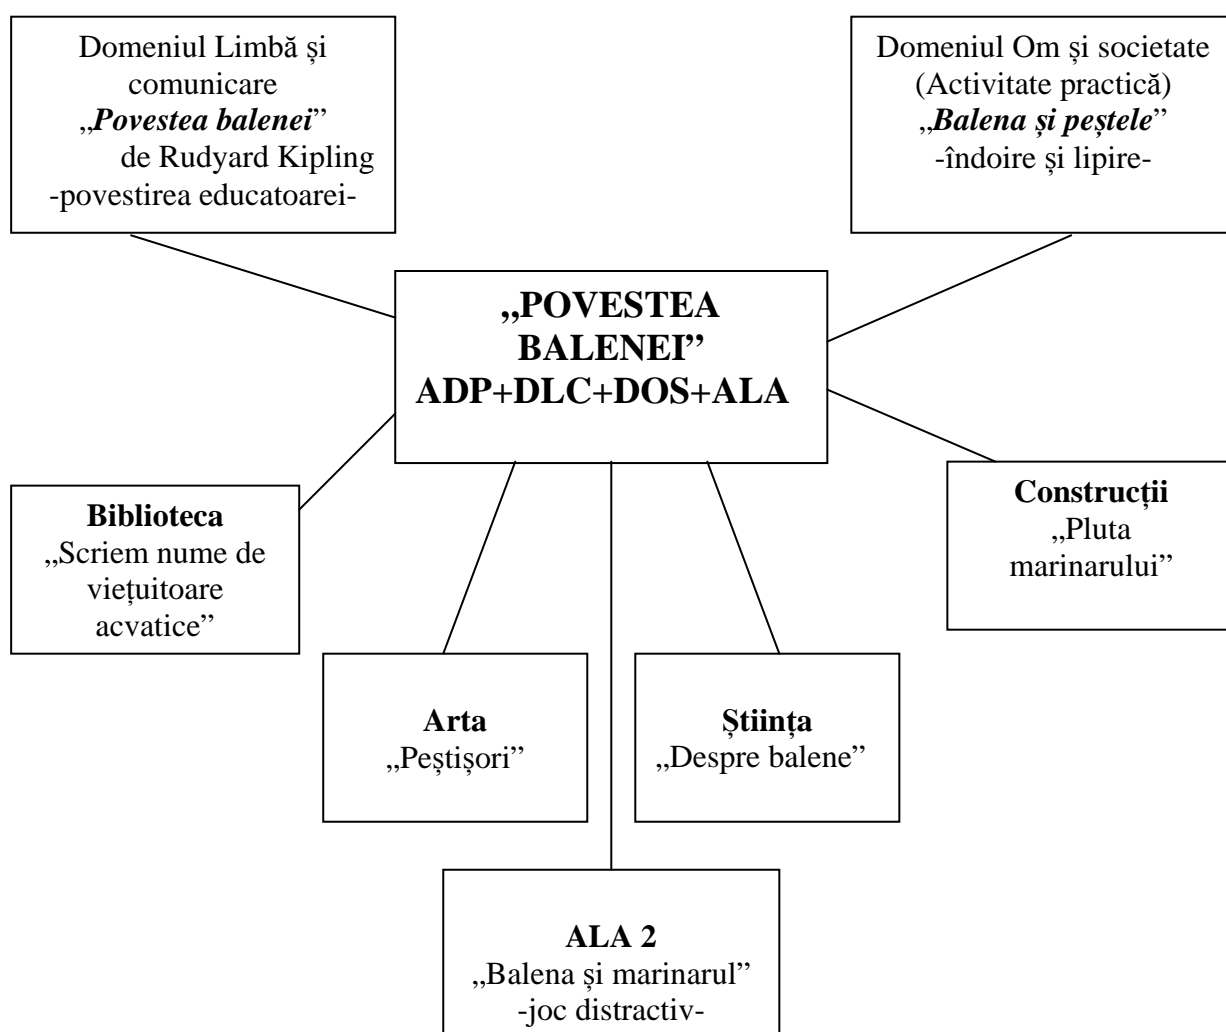 Domeniul Limbă și
comunicare
„Povestea balenei”
de Rudyard Kipling
-povestirea educatoarei-
Domeniul Om și societate
(Activitate practică)
„Balena și peștele”
-îndoire și lipire-
„POVESTEA
BALENEI”
ADP+DLC+DOS+ALA
Biblioteca
„Scriem nume de
viețuitoare
acvatice”
Construcții
„Pluta
marinarului”
Arta
„Peștișori”
Știința
„Despre balene”
ALA 2
„Balena și marinarul”
-joc distractiv-